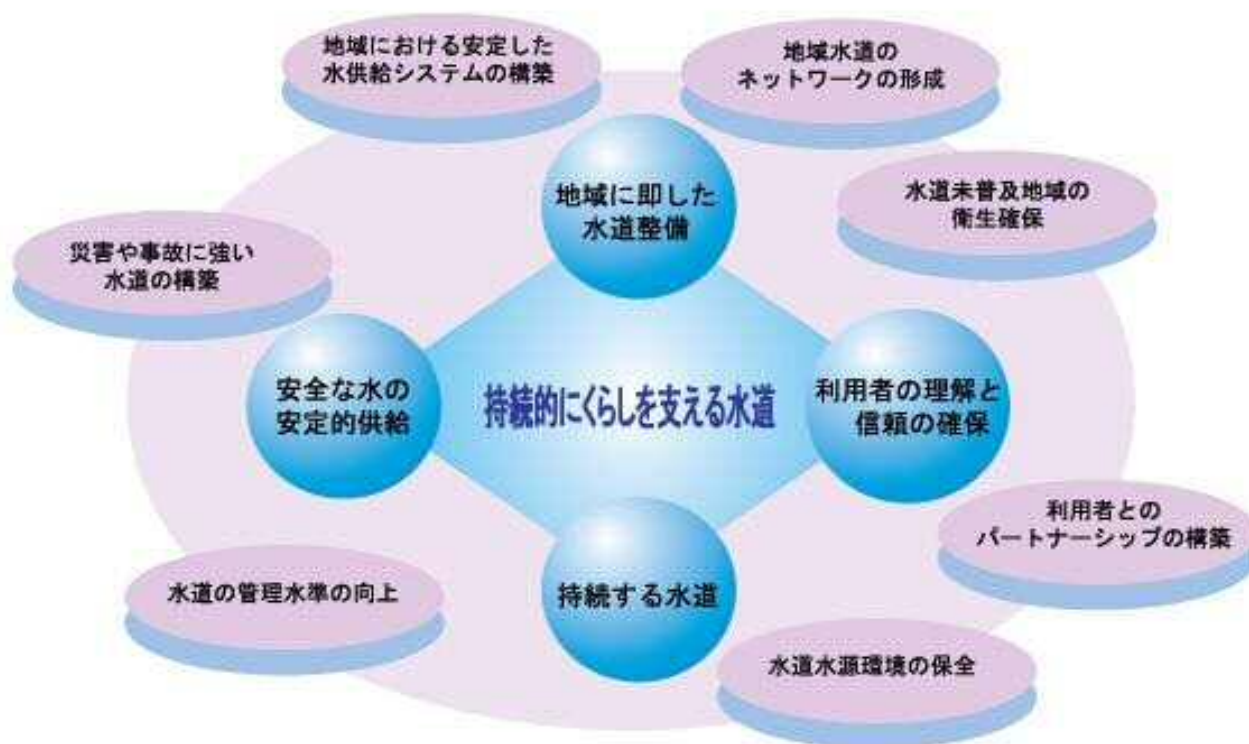 地域における安定した
水供給システムの構築
地域水道の
ネットワークの形成
地域に即した
水道整備
水道未普及地域の
衛生確保
災害や事故に強い
水道の構築
安全な水の
安定的供給
持続的にくらしを支える水道
利用者の理解と
信頼の確保
利用者との
パートナーシップの構築
水道の管理水準の向上
持続する水道
水道水源環境の保全